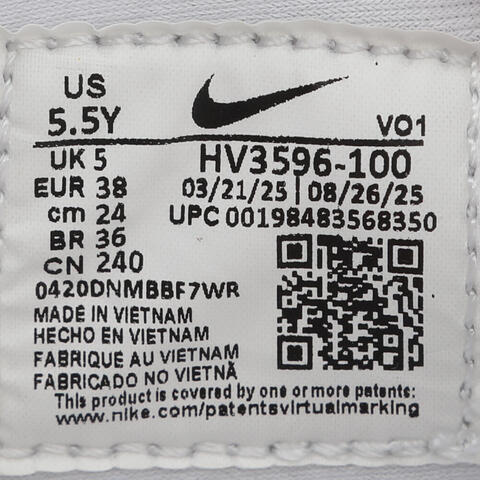 US
5.5Y
VO1
UK 5
HV3596-100
EUR 38
03/21/25 | 08/26/25
cm 24
UPC 00198483568350
BR 36
CN 240
0420DNMBBF7WR
MADE IN VIETNAM
HECHO EN VIETNAM
FABRIQUE AU VIETNAM
FABRICADO NO VIETNÃ
This product is covered by one or more patents:
www.nike.com/patentsvirtualmarking